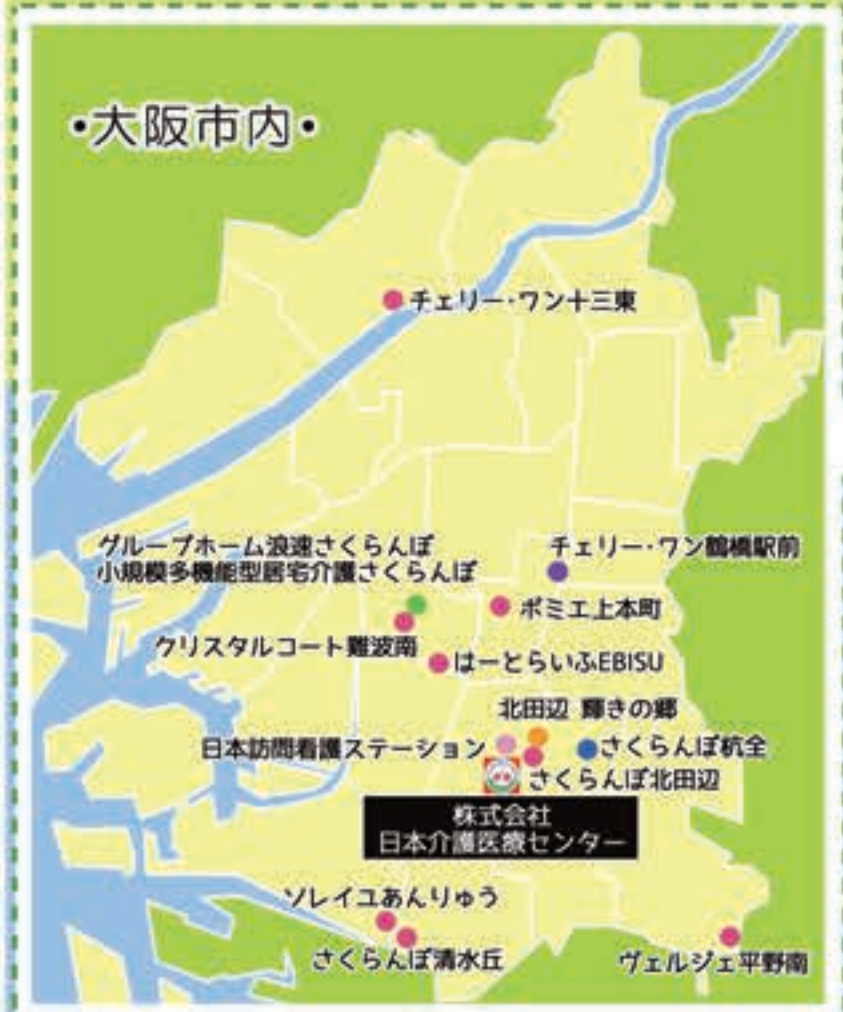 •大阪市内•
チェリー・ワン十三東
グループホーム浪速さくらんぼ
小規模多機能型居宅介護さくらんぼ
チェリー・ワン鶴橋駅前
ボミエ上本町
クリスタルコート難波南
はーとらいふEBISU
北田辺 輝きの郷
日本訪問看護ステーション
さくらんぼ杭全
さくらんぼ北田辺
株式会社
日本介護医療センター
ソレイユあんりゅう
さくらんぼ清水丘
ヴェルジェ平野南